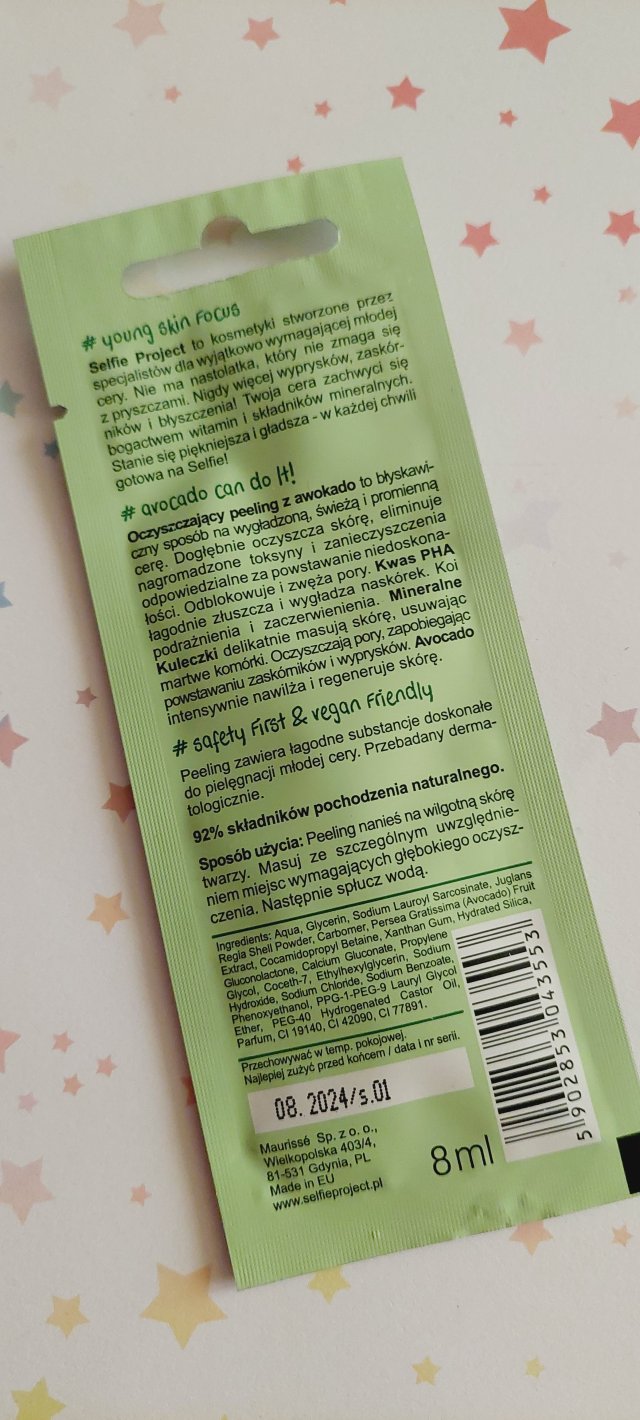 # young skin focus
Selfie Project to kosmetyki stworzone przez
specjalistów dla wyjątkowo wymagającej młodej
cery. Nie ma nastolatka, który nie zmaga się
z pryszczami. Nigdy więcej wyprysków, zaskór-
ników i błyszczenia! Twoja cera zachwyci się
bogactwem witamin i składników mineralnych.
Stanie się piękniejsza i gładsza - w każdej chwili
gotowa na Selfie!
# avocado can do It!
Oczyszczający peeling z awokado to błyskawi-
czny sposób na wygładzoną, świeżą i promienną
cerę. Dogłębnie oczyszcza skórę, eliminuje
nagromadzone toksyny i zanieczyszczenia
odpowiedzialne za powstawanie niedoskona-
łości. Odblokowuje i zwęża pory. Kwas PHA
łagodnie złuszcza i wygładza naskórek. Koi
podrażnienia i zaczerwienienia. Mineralne
Kuleczki delikatnie masują skórę, usuwając
martwe komórki. Oczyszczają pory, zapobiegając
powstawaniu zaskórników i wyprysków. Avocado
intensywnie nawilża i regeneruje skórę.
# safety First & vegan Friendly
Peeling zawiera łagodne substancje doskonałe
do pielęgnacji młodej cery. Przebadany derma-
tologicznie.
92% składników pochodzenia naturalnego.
Sposób użycia: Peeling nanieś na wilgotną skórę
twarzy. Masuj ze szczególnym uwzględnie-
niem miejsc wymagających głębokiego oczysz-
czenia. Następnie spłucz wodą.
Ingredients: Aqua, Glycerin, Sodium Lauroyl Sarcosinate, Juglans
Regia Shell Powder, Carbomer, Persea Gratissima (Avocado) Fruit
Extract, Cocamidopropyl Betaine, Xanthan Gum, Hydrated Silica,
Gluconolactone, Calcium Gluconate, Propylene
Glycol, Coceth-7, Ethylhexylglycerin, Sodium
Hydroxide, Sodium Chloride, Sodium Benzoate,
Phenoxyethanol, PPG-1-PEG-9 Lauryl Glycol
Ether, PEG-40 Hydrogenated Castor Oil,
Parfum, CI 19140, CI 42090, CI 77891.
Przechowywać w temp. pokojowej.
Najlepiej zużyć przed końcem / data i nr serii.
08. 2024/s.01
Maurissé Sp. z o. o.,
Wielkopolska 403/4,
81-531 Gdynia, PL
Made in EU
www.selfieproject.pl
8 ml
5 902853 043553